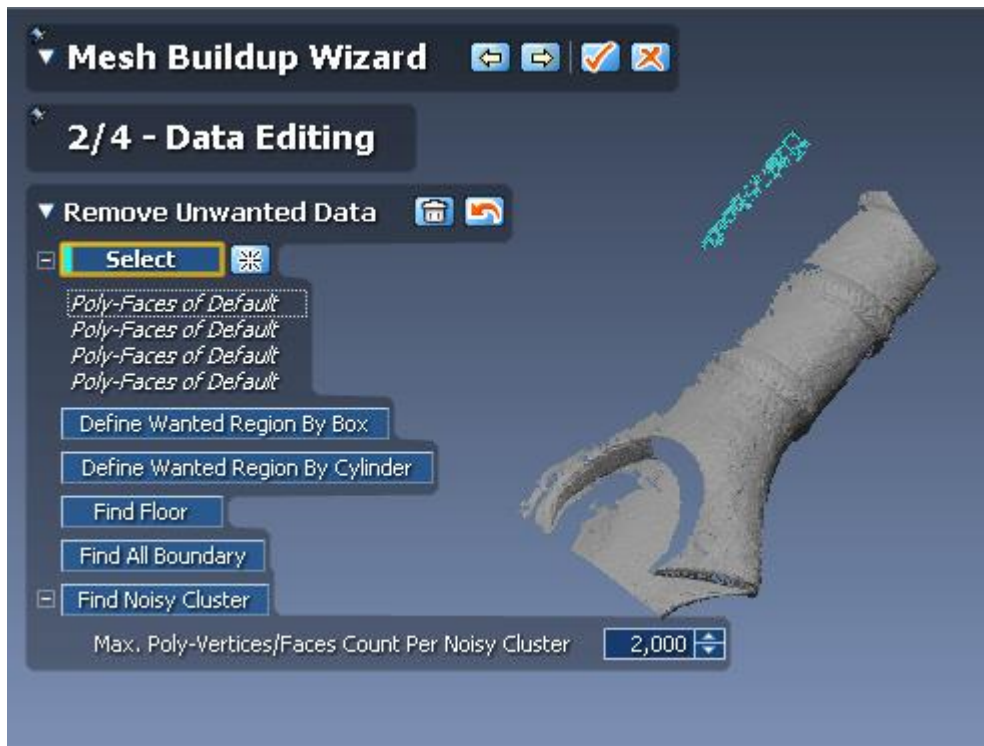 Mesh Buildup Wizard
2/4 - Data Editing
Remove Unwanted Data
Select
Poly-Faces of Default
Poly-Faces of Default
Poly-Faces of Default
Poly-Faces of Default
Define Wanted Region By Box
Define Wanted Region By Cylinder
Find Floor
Find All Boundary
Find Noisy Cluster
Max. Poly-Vertices/Faces Count Per Noisy Cluster 2,000